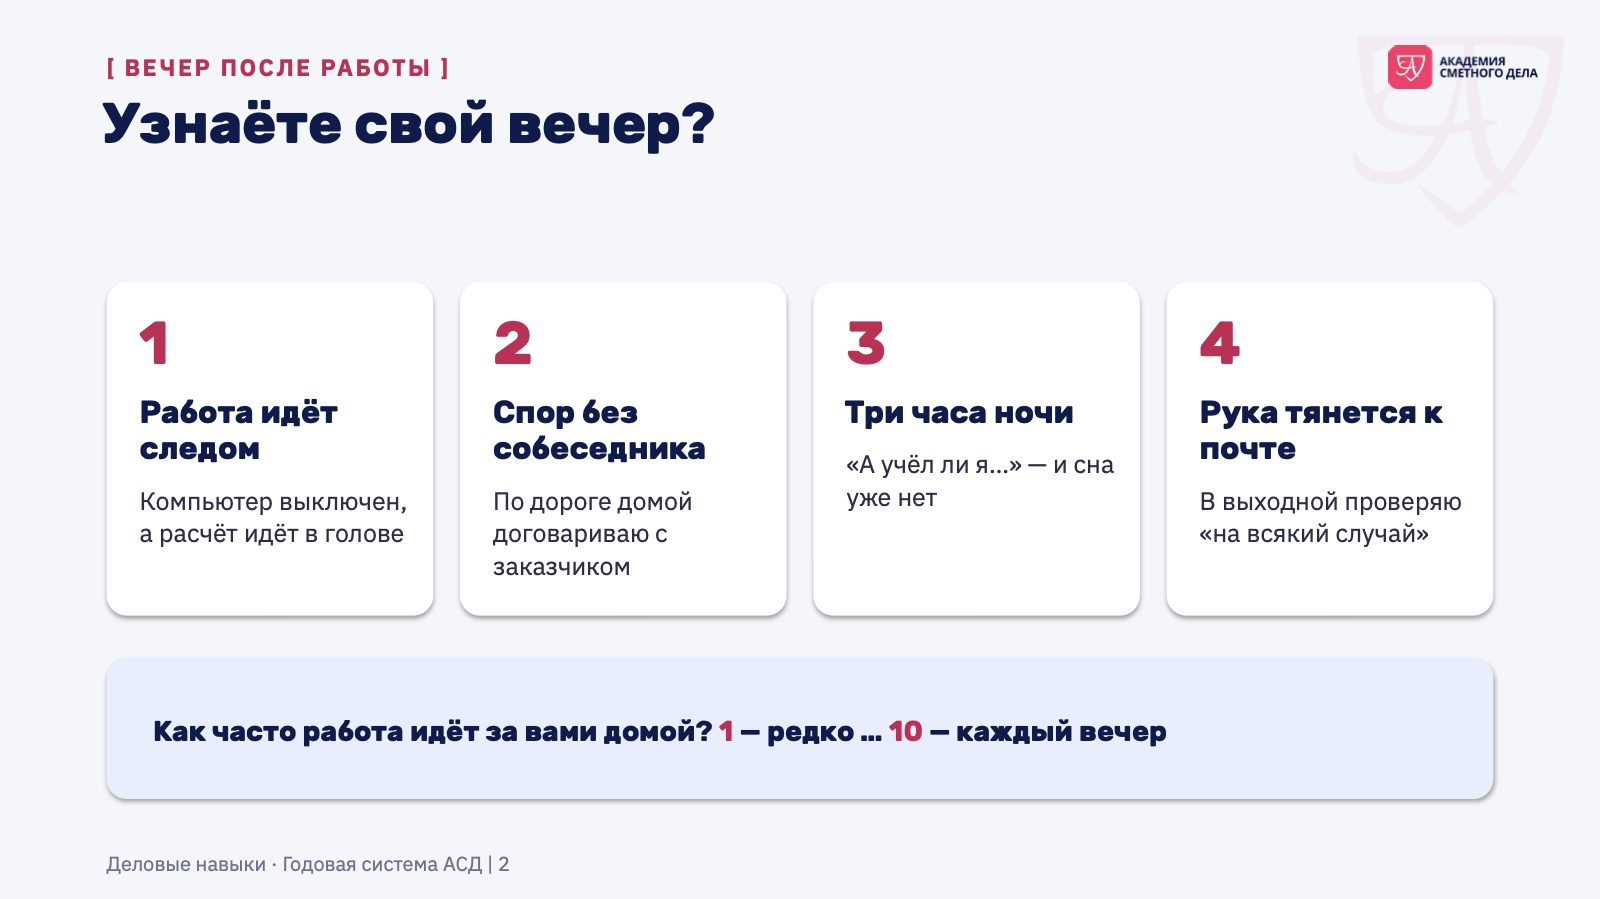 [ ВЕЧЕР ПОСЛЕ РАБОТЫ ]
Узнаёте свой вечер?
АКАДЕМИЯ
СМЕТНОГО ДЕЛА
1
Работа идёт
следом
Компьютер выключен,
а расчёт идёт в голове
2
Спор без
собеседника
По дороге домой
договариваю с
заказчиком
3
Три часа ночи
«А учёл ли я...» — и сна
уже нет
4
Рука тянется к
почте
В выходной проверяю
«на всякий случай»
Как часто работа идёт за вами домой? 1 — редко ... 10 — каждый вечер
Деловые навыки · Годовая система АСД | 2